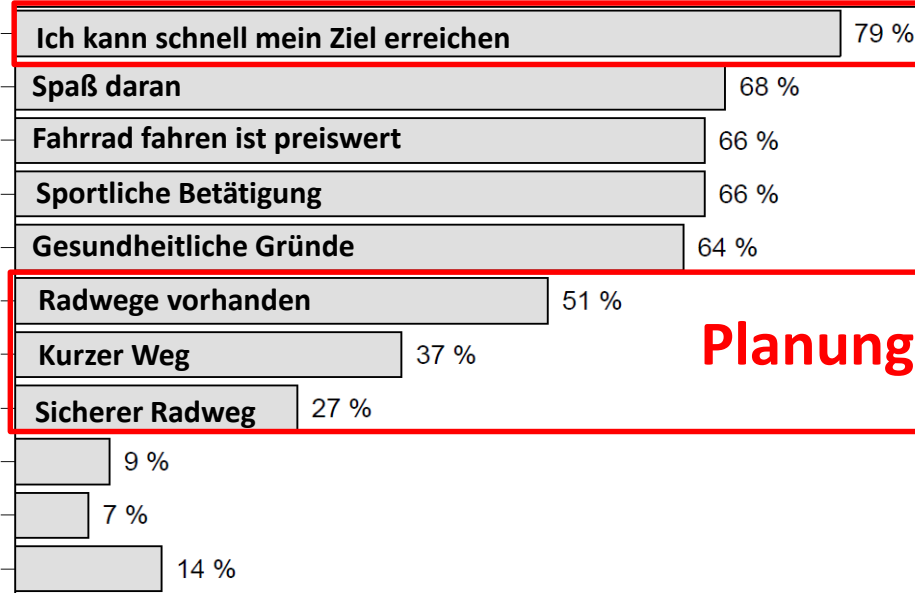 Ich kann schnell mein Ziel erreichen 79 %
Spaß daran 68 %
Fahrrad fahren ist preiswert 66 %
Sportliche Betätigung 66 %
Gesundheitliche Gründe 64 %
Radwege vorhanden 51 %
Kurzer Weg 37 %
Planung
Sicherer Radweg 27 %
9 %
7 %
14 %